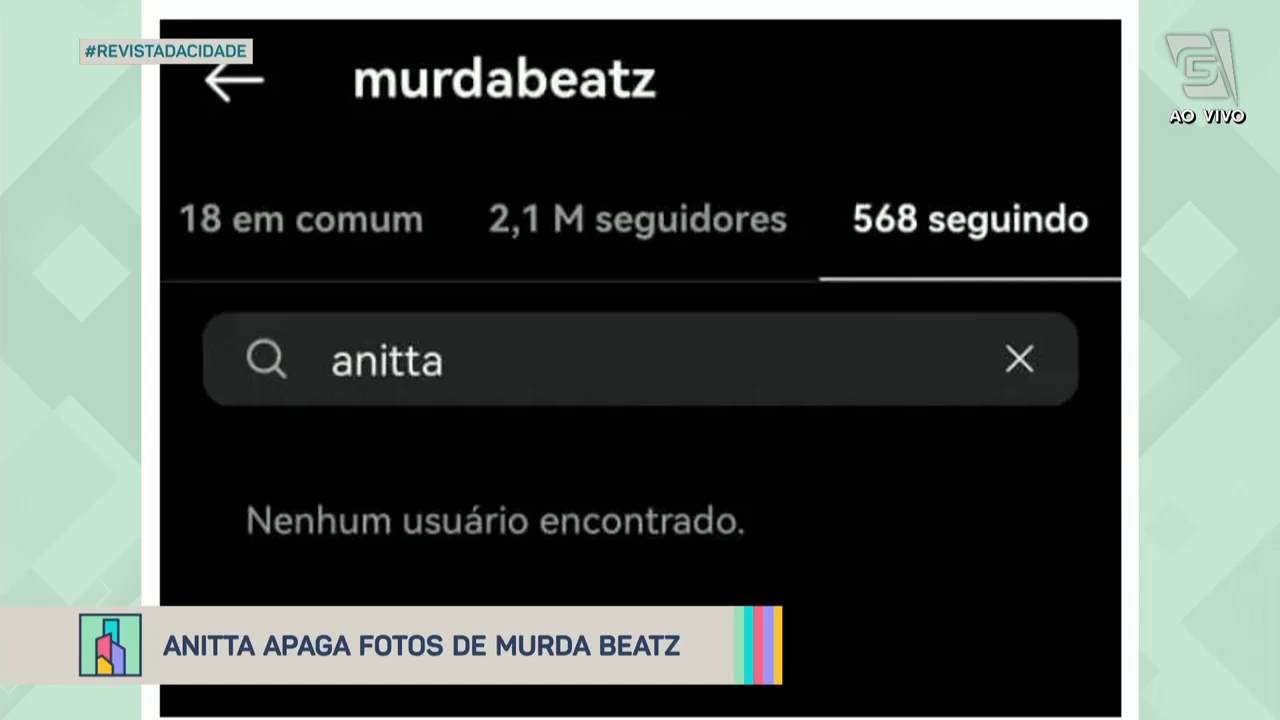 #REVISTADACIDADE
murdabeatz
AO VIVO
18 em comum 2,1 M seguidores 568 seguindo
anitta
Nenhum usuário encontrado.
ANITTA APAGA FOTOS DE MURDA BEATZ